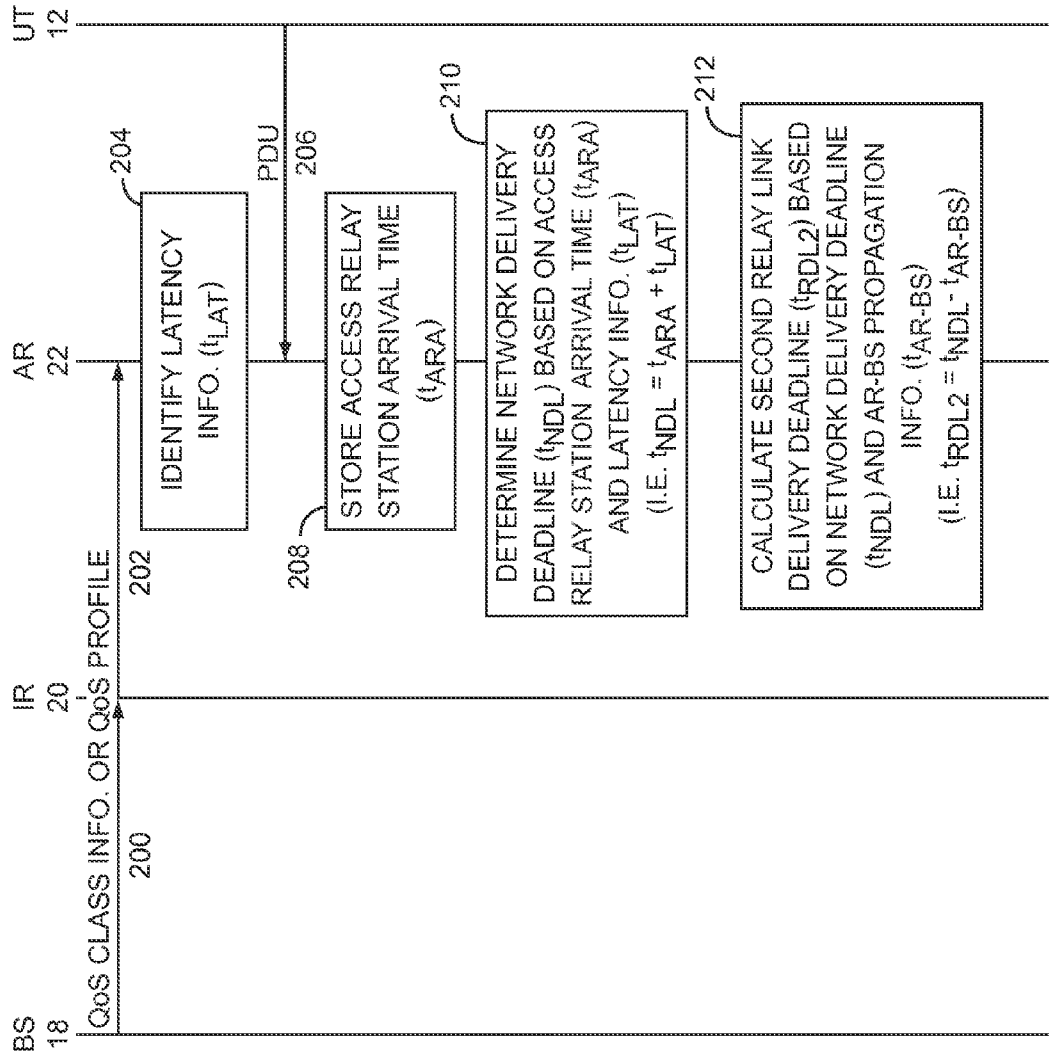 BS
18
IR
20
AR
22
UT
12
QoS CLASS INFO. OR QoS PROFILE
200
202
204
IDENTIFY LATENCY
INFO. (tLAT)
PDU
206
208
STORE ACCESS RELAY
STATION ARRIVAL TIME
(tARA)
210
DETERMINE NETWORK DELIVERY
DEADLINE (tNDL) BASED ON ACCESS
RELAY STATION ARRIVAL TIME (tARA)
AND LATENCY INFO. (tLAT)
(I.E. tNDL = tARA + tLAT)
212
CALCULATE SECOND RELAY LINK
DELIVERY DEADLINE (tRDL2) BASED
ON NETWORK DELIVERY DEADLINE
(tNDL) AND AR-BS PROPAGATION
INFO. (tAR-BS)
(I.E. tRDL2 = tNDL - tAR-BS)